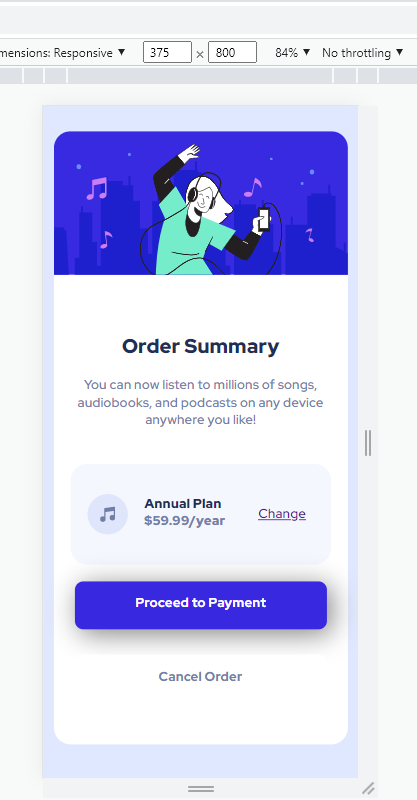 mensions: Responsive ▼ 375 × 800 84% ▼ No throttling ▼
Order Summary
You can now listen to millions of songs,
audiobooks, and podcasts on any device
anywhere you like!
Annual Plan
$59.99/year
Change
Proceed to Payment
Cancel Order